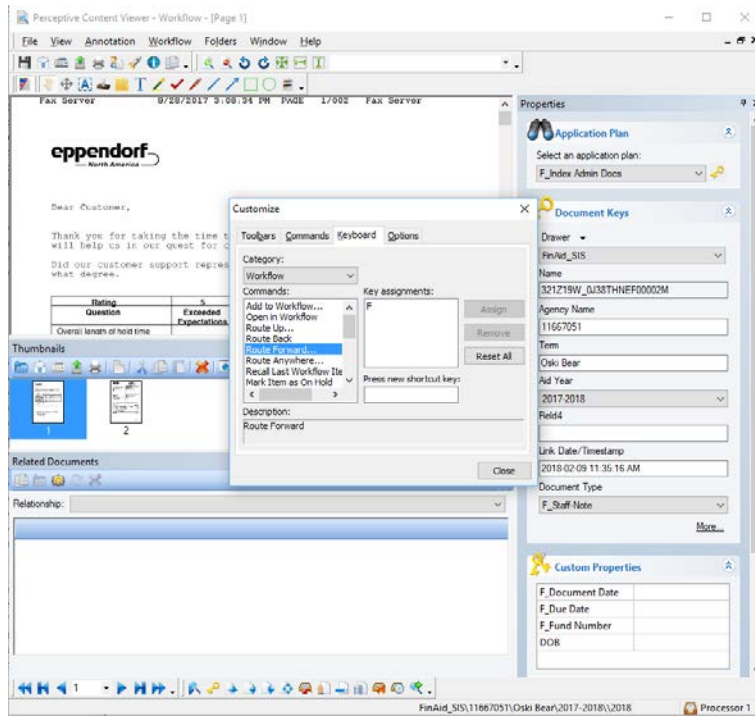 Perceptive Content Viewer - Workflow - [Page 1]
File View Annotation Workflow Folders Window Help
Fax Server 9/28/2017 3:08:34 PM PAGE 1/002 Fax Server
eppendorf
North America
Dear Customer,
Thank you for taking the time t
will help us in our quest for c
Did our customer support repres
what degree.
Rating 5
Question Exceeded
Expectations
Overall length of hold time
Thumbnails
1
2
Related Documents
Relationship:
Customize
Toolbars Commands Keyboard Options
Category:
Workflow
Commands:
Key assignments:
Add to Workflow...
Open in Workflow
Route Up...
Route Back
Route Forward...
Route Anywhere...
Recall Last Workflow Ite
Mark Item as On Hold
F
Assign
Remove
Reset All
Press new shortcut key:
Description:
Route Forward
Close
Properties
Application Plan
Select an application plan:
F_Index Admin Docs
Document Keys
Drawer
FinAid_SIS
Name
321Z19W_0J38THNEF00002M
Agency Name
11667051
Term
Oski Bear
Aid Year
2017-2018
Field4
Link Date/Timestamp
2018-02-09 11:35:16 AM
Document Type
F_Staff-Note
More...
Custom Properties
F_Document Date
F_Due Date
F_Fund Number
DOB
1
FinAid_SIS\11667051\Oski Bear\2017-2018\\2018
Processor 1